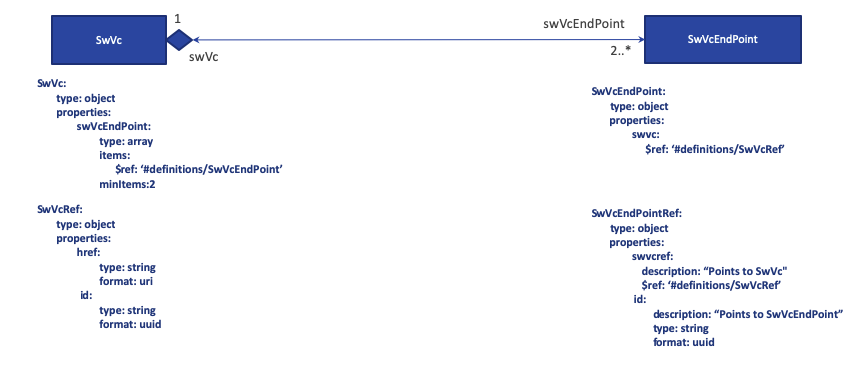 1
swVcEndPoint
SwVc
SwVcEndPoint
swVc
2..*
SwVc:
type: object
properties:
swVcEndPoint:
type: array
items:
$ref: ‘#definitions/SwVcEndPoint’
minItems:2
SwVcRef:
type: object
properties:
href:
type: string
format: uri
id:
type: string
format: uuid
SwVcEndPoint:
type: object
properties:
swvc:
$ref: ‘#definitions/SwVcRef’
SwVcEndPointRef:
type: object
properties:
swvcref:
description: “Points to SwVc"
$ref: ‘#definitions/SwVcRef’
id:
description: “Points to SwVcEndPoint”
type: string
format: uuid